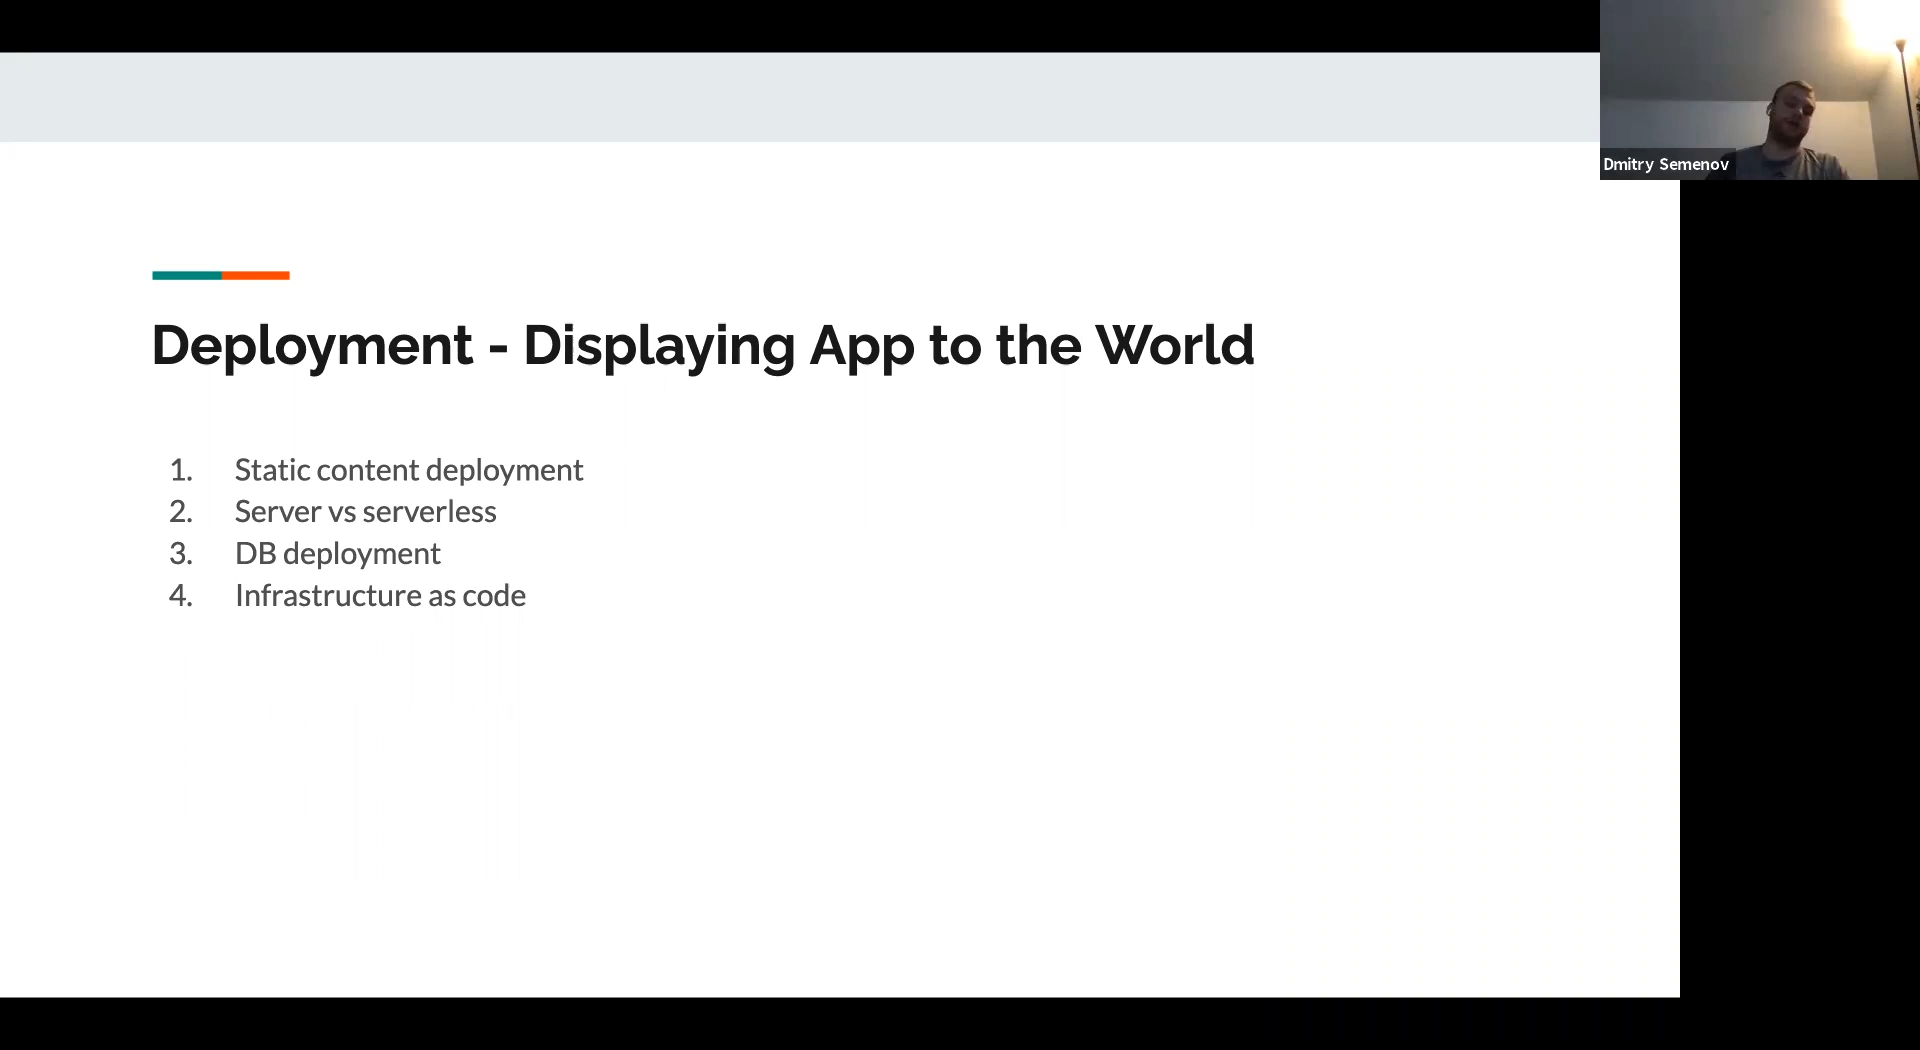 Dmitry Semenov
Deployment - Displaying App to the World
1. Static content deployment
2. Server vs serverless
3. DB deployment
4. Infrastructure as code